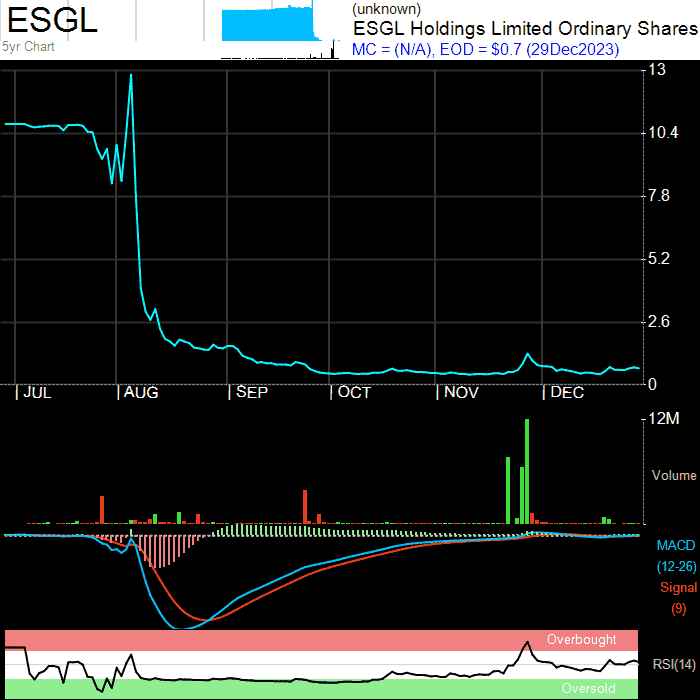 ESGL
5yr Chart
(unknown)
ESGL Holdings Limited Ordinary Shares
MC = (N/A), EOD = $0.7 (29Dec2023)
13
10.4
7.8
5.2
2.6
0
JUL AUG SEP OCT NOV DEC
12M
Volume
MACD
(12-26)
Signal
(9)
Overbought
RSI(14)
Oversold